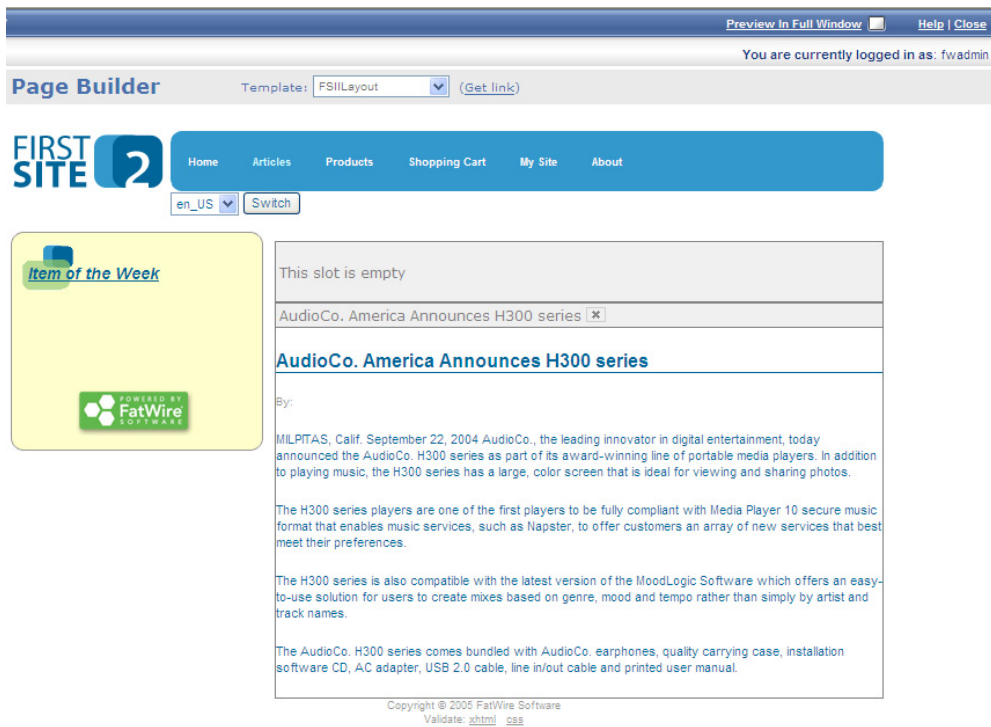 Preview In Full Window Help | Close
You are currently logged in as: fwadmin
Page Builder Template: FSIILayout (Get link)
FIRST
SITE 2
Home Articles Products Shopping Cart My Site About
en_US Switch
Item of the Week
POWERED BY
FatWire
SOFTWARE
This slot is empty
AudioCo. America Announces H300 series
AudioCo. America Announces H300 series
By:
MILPITAS, Calif. September 22, 2004 AudioCo., the leading innovator in digital entertainment, today
announced the AudioCo. H300 series as part of its award-winning line of portable media players. In addition
to playing music, the H300 series has a large, color screen that is ideal for viewing and sharing photos.
The H300 series players are one of the first players to be fully compliant with Media Player 10 secure music
format that enables music services, such as Napster, to offer customers an array of new services that best
meet their preferences.
The H300 series is also compatible with the latest version of the MoodLogic Software which offers an easy-
to-use solution for users to create mixes based on genre, mood and tempo rather than simply by artist and
track names.
The AudioCo. H300 series comes bundled with AudioCo. earphones, quality carrying case, installation
software CD, AC adapter, USB 2.0 cable, line in/out cable and printed user manual.
Copyright © 2005 FatWire Software
Validate: xhtml css